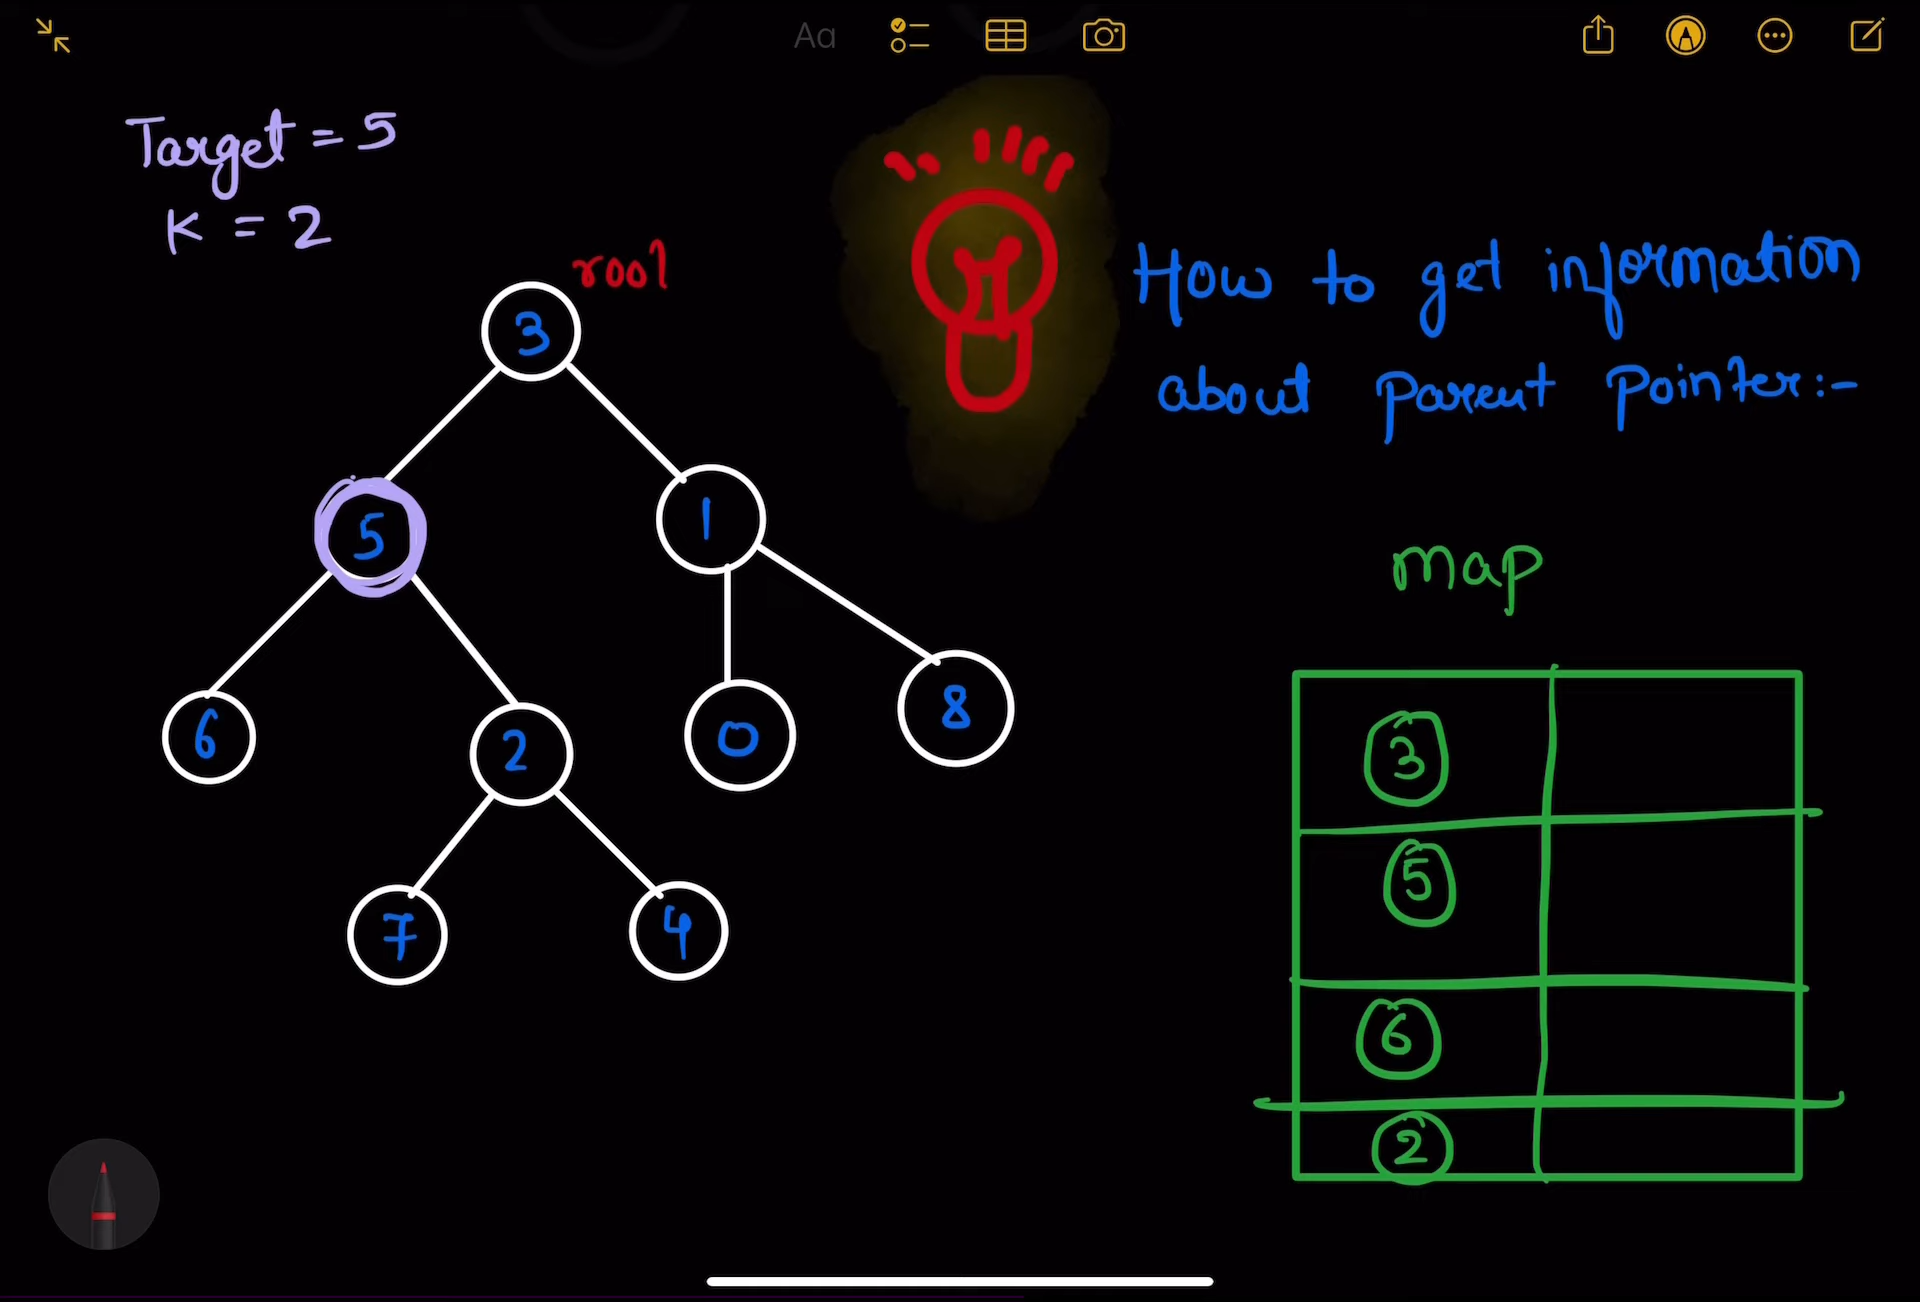 Aa
Target = 5
K = 2
root
3
5
1
6
2
0
8
7
4
How to get information
about parent pointer:-
map
3
5
6
2